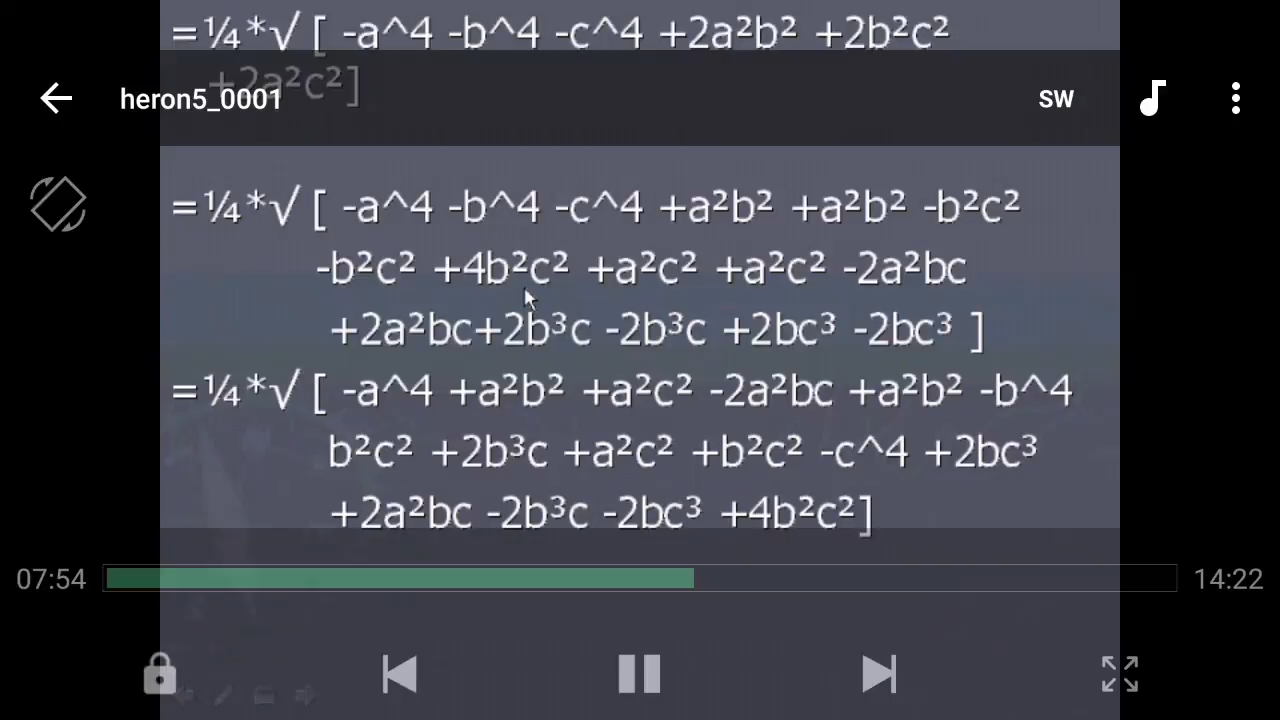 =¼*√ [ -a^4 -b^4 -c^4 +2a²b² +2b²c²
+2a²c²]
heron5_0001
SW
=¼*√ [ -a^4 -b^4 -c^4 +a²b² +a²b² -b²c²
-b²c² +4b²c² +a²c² +a²c² -2a²bc
+2a²bc+2b³c -2b³c +2bc³ -2bc³ ]
=¼*√ [ -a^4 +a²b² +a²c² -2a²bc +a²b² -b^4
b²c² +2b³c +a²c² +b²c² -c^4 +2bc³
+2a²bc -2b³c -2bc³ +4b²c²]
07:54
14:22